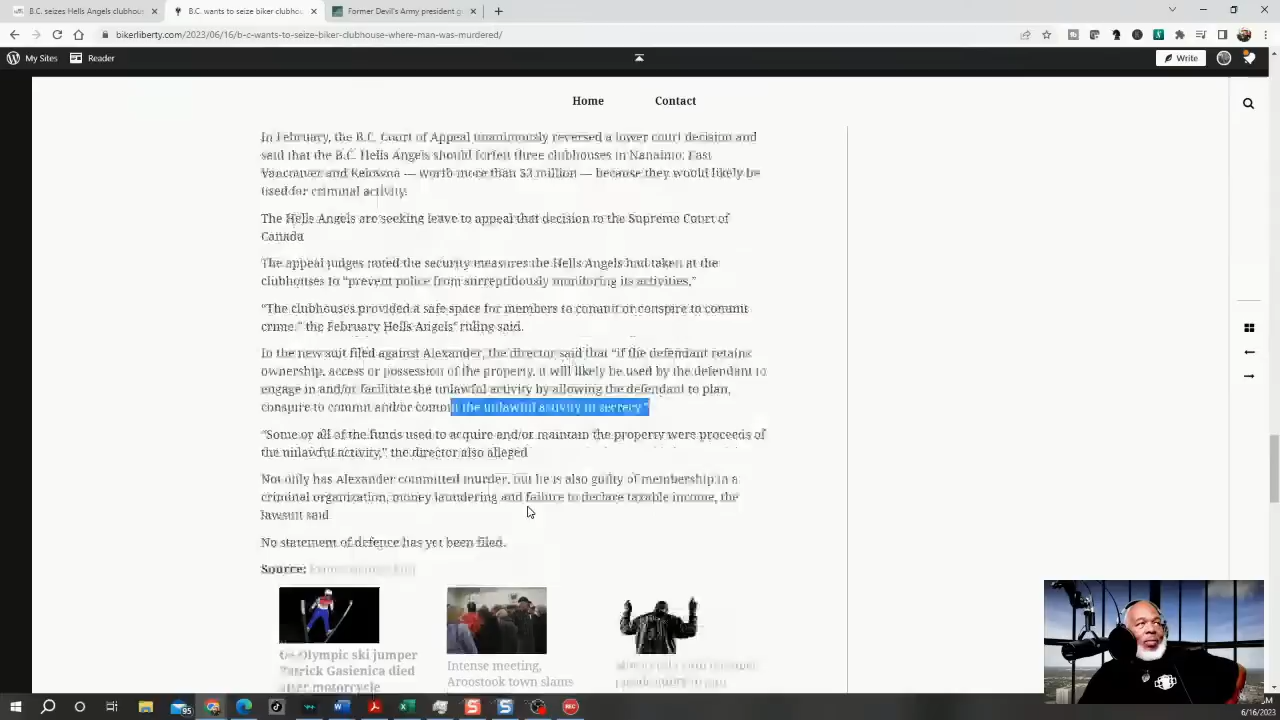 B.C. seizes Hells Angels clubhous
B.C. wants to seize biker clubhou
Former Devil's Army president g
bikerliberty.com/2023/06/16/b-c-wants-to-seize-biker-clubhouse-where-man-was-murdered/
My Sites
Reader
Write
Home
Contact
In February, the B.C. Court of Appeal unanimously reversed a lower court decision and
said that the B.C. Hells Angels should forfeit three clubhouses in Nanaimo, East
Vancouver and Kelowna — worth more than $3 million — because they would likely be
used for criminal activity.
The Hells Angels are seeking leave to appeal that decision to the Supreme Court of
Canada
The appeal judges noted the security measures the Hells Angels had taken at the
clubhouses to “prevent police from surreptitiously monitoring its activities.”
“The clubhouses provided a safe space for members to commit or conspire to commit
crime.” the February Hells Angels’ ruling said.
In the new suit filed against Alexander, the director said that “if the defendant retains
ownership, access or possession of the property, it will likely be used by the defendant to
engage in and/or facilitate the unlawful activity by allowing the defendant to plan,
conspire to commit and/or commit the unlawful activity in secrecy.”
“Some or all of the funds used to acquire and/or maintain the property were proceeds of
the unlawful activity,” the director also alleged
Not only has Alexander committed murder, but he is also guilty of membership in a
criminal organization, money laundering and failure to declare taxable income, the
lawsuit said
No statement of defence has yet been filed.
Source:
Olympic ski jumper
Patrick Gasienica died
after motorcycle
Intense meeting,
Aroostook town slams
95
6/16/2023